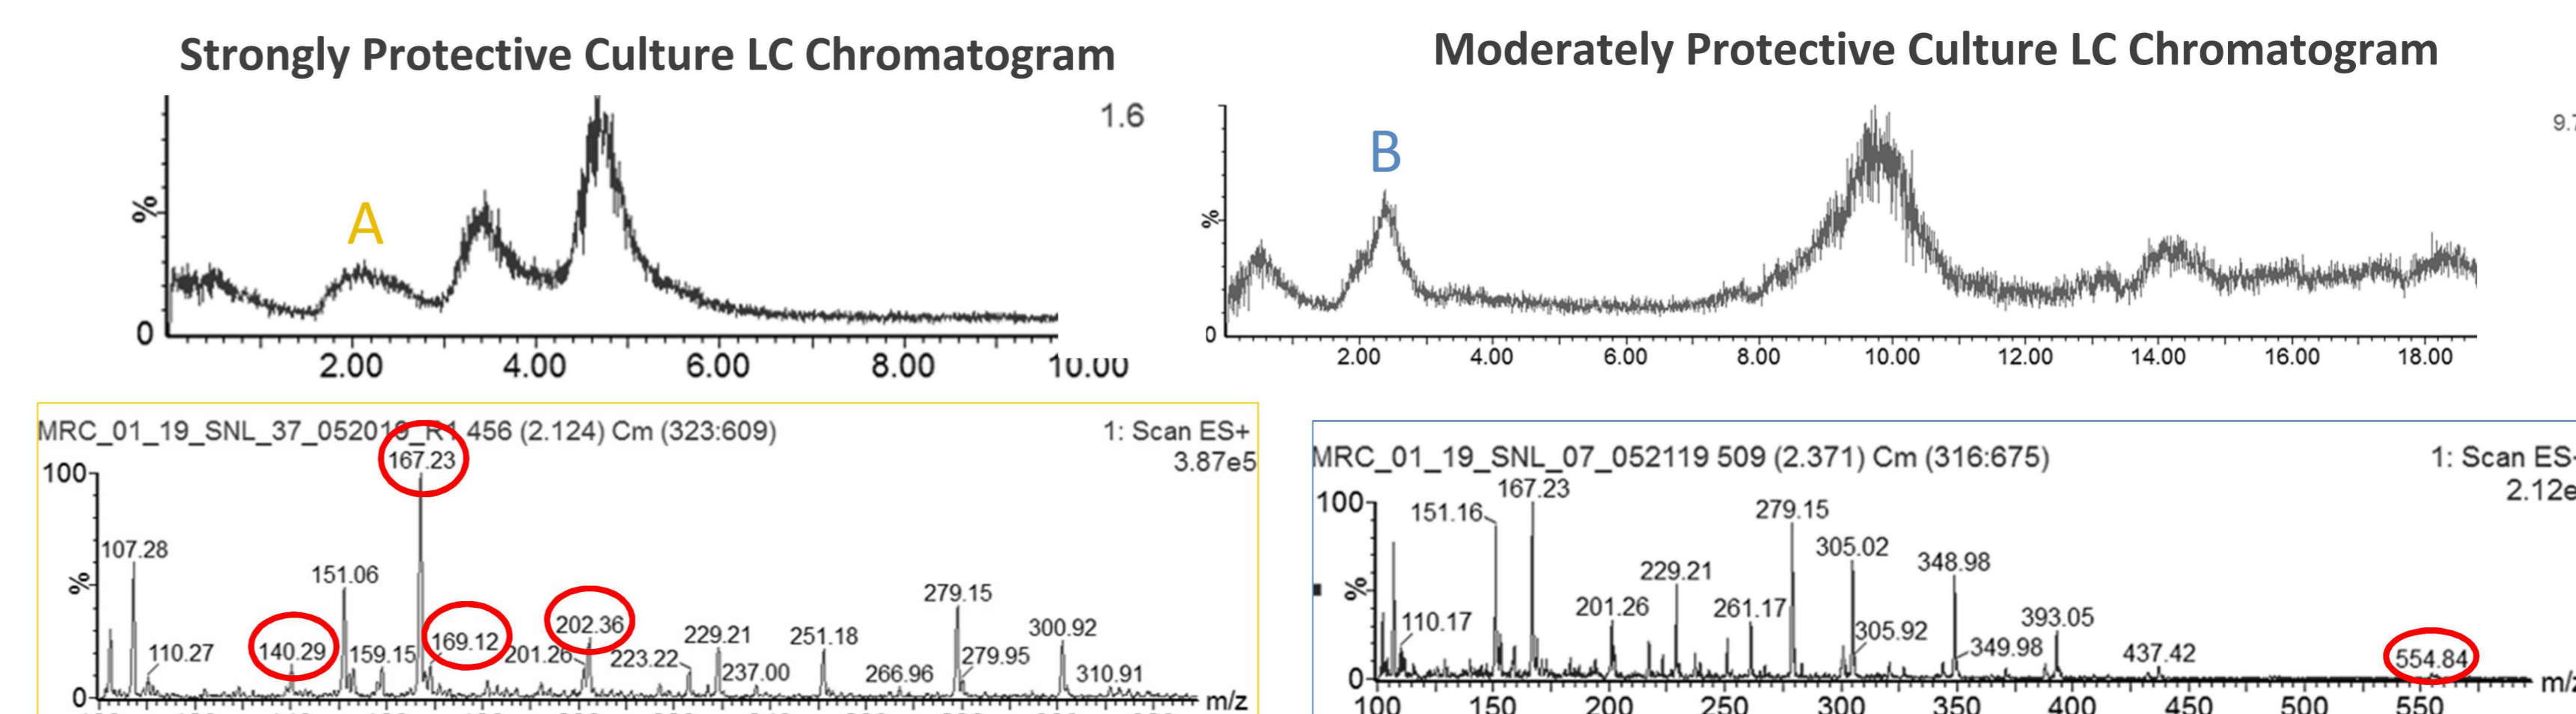 Strongly Protective Culture LC Chromatogram
1.6
A
%
0
2.00 4.00 6.00 8.00 10.00
MRC_01_19_SNL_37_052019_R1 456 (2.124) Cm (323:609)
1: Scan ES+
3.87e5
100
%
0
107.28
110.27
140.29
151.06
159.15
167.23
169.12
201.26
202.36
223.22
229.21
237.00
251.18
266.96
279.15
279.95
300.92
310.91
m/z
Moderately Protective Culture LC Chromatogram
9.7
B
%
0
2.00 4.00 6.00 8.00 10.00 12.00 14.00 16.00 18.00
MRC_01_19_SNL_07_052119 509 (2.371) Cm (316:675)
1: Scan ES
2.12e
100
%
0
110.17
151.16
167.23
201.26
229.21
261.17
279.15
305.02
305.92
348.98
349.98
393.05
437.42
554.84
100 150 200 250 300 350 400 450 500 550
m/z